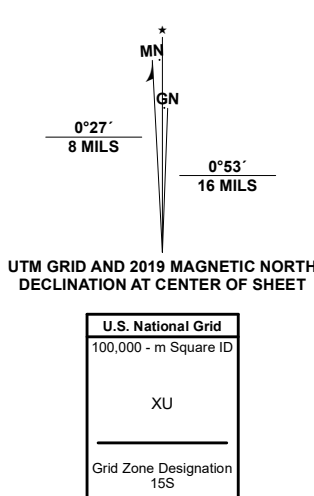 ★
MN
GN
0°27´
8 MILS
0°53´
16 MILS
UTM GRID AND 2019 MAGNETIC NORTH
DECLINATION AT CENTER OF SHEET
U.S. National Grid
100,000 - m Square ID
XU
Grid Zone Designation
15S